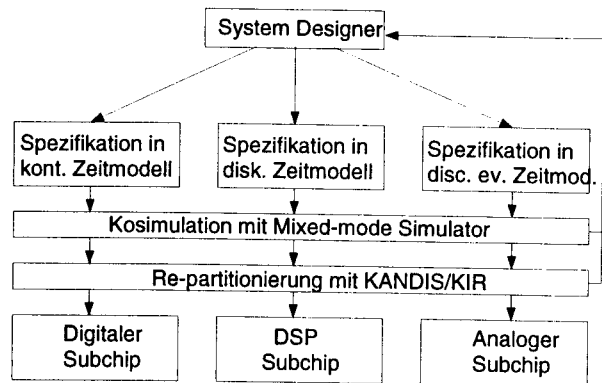 System Designer
Spezifikation in
kont. Zeitmodell
Spezifikation in
disk. Zeitmodell
Spezifikation in
disc. ev. Zeitmod.
Kosimulation mit Mixed-mode Simulator
Re-partitionierung mit KANDIS/KIR
Digitaler
Subchip
DSP
Subchip
Analoger
Subchip